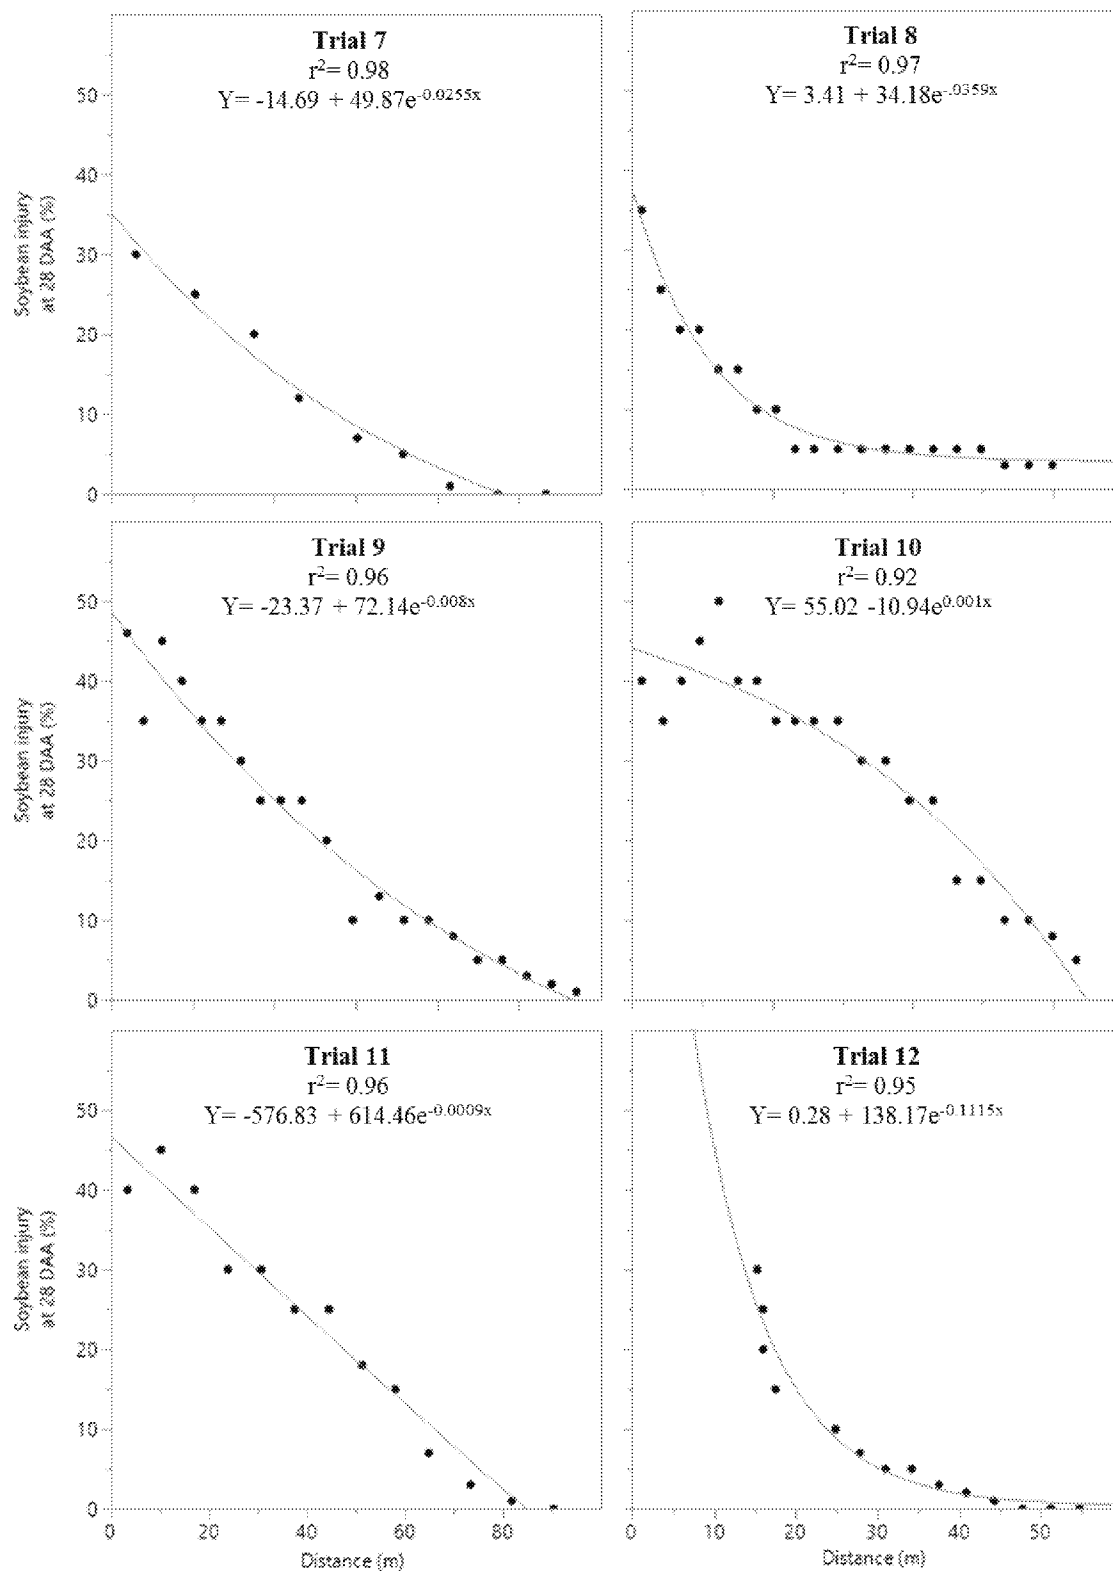 Trial 7
r²= 0.98
Y= -14.69 + 49.87e^-0.0255x
50
40
30
20
10
0
Soybean injury
at 28 DAA (%)
Trial 8
r²= 0.97
Y= 3.41 + 34.18e^-.0359x
Trial 9
r²= 0.96
Y= -23.37 + 72.14e^-0.008x
50
40
30
20
10
0
Soybean injury
at 28 DAA (%)
Trial 10
r²= 0.92
Y= 55.02 -10.94e^0.001x
Trial 11
r²= 0.96
Y= -576.83 + 614.46e^-0.0009x
50
40
30
20
10
0
Soybean injury
at 28 DAA (%)
0 20 40 60 80
Distance (m)
Trial 12
r²= 0.95
Y= 0.28 + 138.17e^-0.1115x
0 10 20 30 40 50
Distance (m)